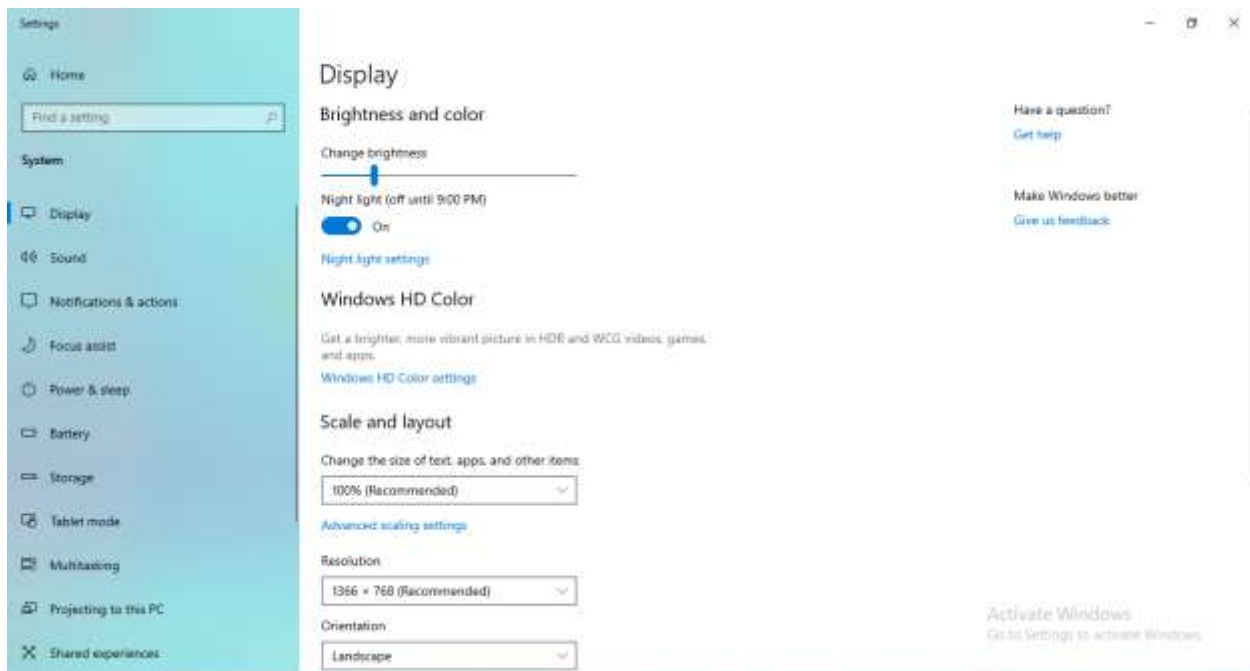 Settings
Home
Find a setting
System
Display
Sound
Notifications & actions
Focus assist
Power & sleep
Battery
Storage
Tablet mode
Multitasking
Projecting to this PC
Shared experiences
Display
Brightness and color
Change brightness
Night light (off until 9:00 PM)
On
Night light settings
Windows HD Color
Get a brighter, more vibrant picture in HDR and WCG videos, games,
and apps.
Windows HD Color settings
Scale and layout
Change the size of text, apps, and other items
100% (Recommended)
Advanced scaling settings
Resolution
1366 × 768 (Recommended)
Orientation
Landscape
Have a question?
Get help
Make Windows better
Give us feedback
Activate Windows
Go to Settings to activate Windows.